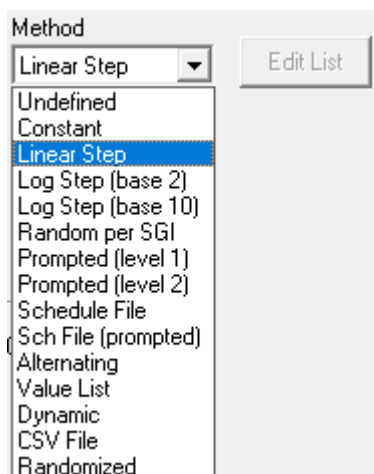 Method
Linear Step
Edit List
Undefined
Constant
Linear Step
Log Step (base 2)
Log Step (base 10)
Random per SGI
Prompted (level 1)
Prompted (level 2)
Schedule File
Sch File (prompted)
Alternating
Value List
Dynamic
CSV File
Randomized